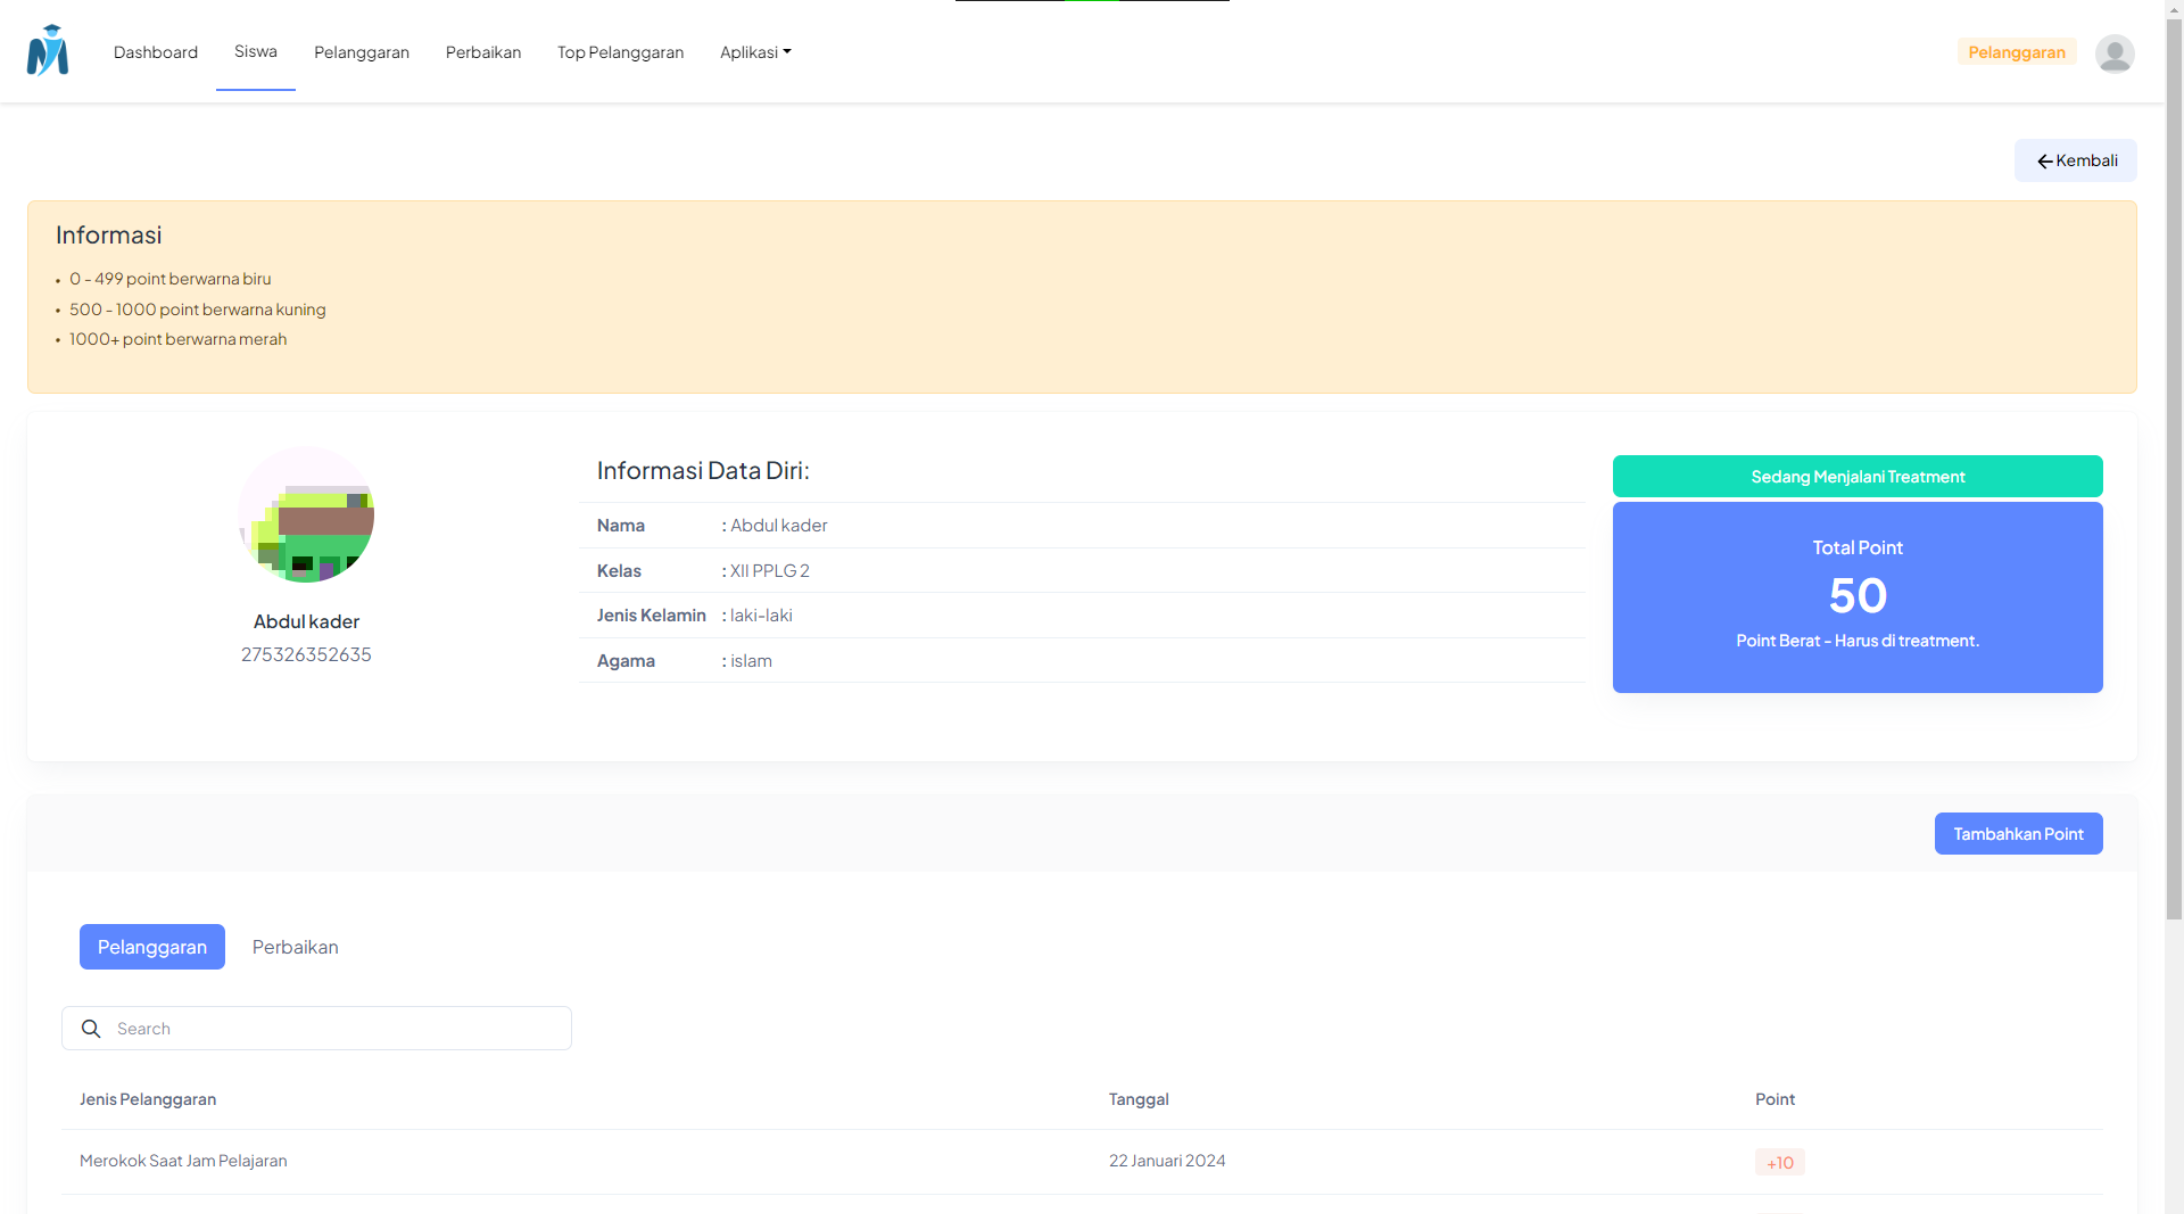 Dashboard Siswa Pelanggaran Perbaikan Top Pelanggaran Aplikasi Pelanggaran
Kembali
Informasi
• 0 - 499 point berwarna biru
• 500 - 1000 point berwarna kuning
• 1000+ point berwarna merah
Abdul kader
275326352635
Informasi Data Diri:
Nama : Abdul kader
Kelas : XII PPLG 2
Jenis Kelamin : laki-laki
Agama : islam
Sedang Menjalani Treatment
Total Point
50
Point Berat - Harus di treatment.
Tambahkan Point
Pelanggaran Perbaikan
Search
Jenis Pelanggaran Tanggal Point
Merokok Saat Jam Pelajaran 22 Januari 2024 +10